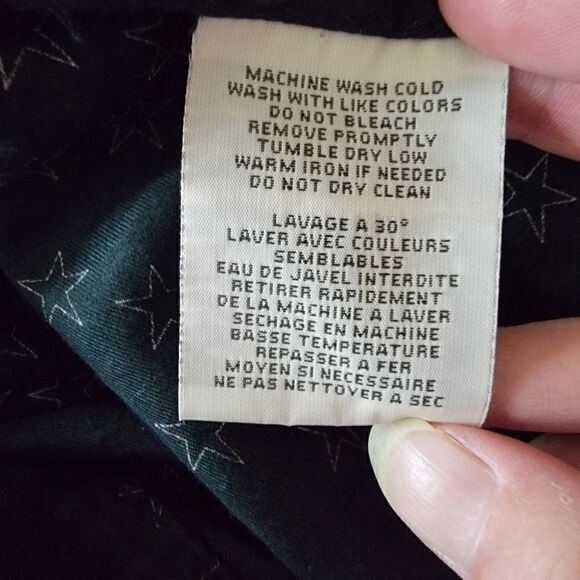 MACHINE WASH COLD
WASH WITH LIKE COLORS
DO NOT BLEACH
REMOVE PROMPTLY
TUMBLE DRY LOW
WARM IRON IF NEEDED
DO NOT DRY CLEAN
LAVAGE A 30°
LAVER AVEC COULEURS
SEMBLABLES
EAU DE JAVEL INTERDITE
RETIRER RAPIDEMENT
DE LA MACHINE A LAVER
SECHAGE EN MACHINE
BASSE TEMPERATURE
REPASSER A FER
MOYEN SI NECESSAIRE
NE PAS NETTOYER A SEC